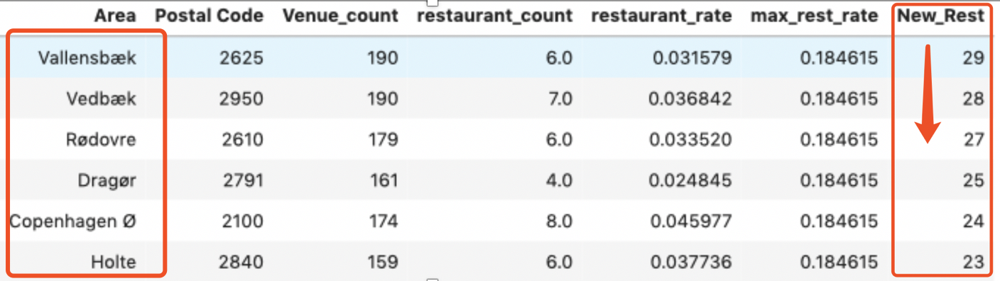 Area Postal Code Venue_count restaurant_count restaurant_rate max_rest_rate New_Rest
Vallensbæk 2625 190 6.0 0.031579 0.184615 29
Vedbæk 2950 190 7.0 0.036842 0.184615 28
Rødovre 2610 179 6.0 0.033520 0.184615 27
Dragør 2791 161 4.0 0.024845 0.184615 25
Copenhagen Ø 2100 174 8.0 0.045977 0.184615 24
Holte 2840 159 6.0 0.037736 0.184615 23